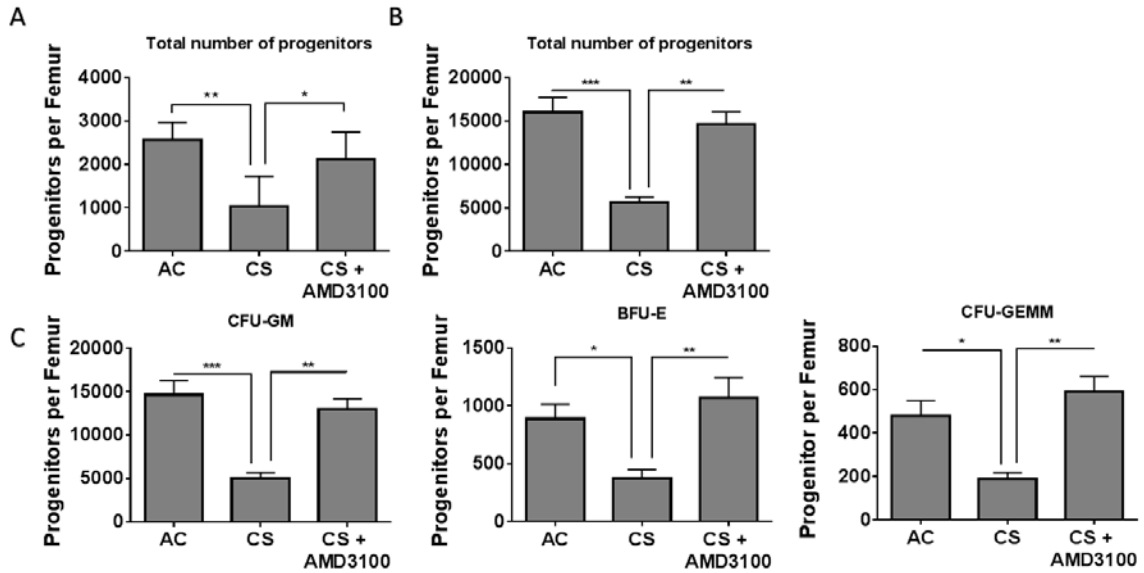 A
Total number of progenitors
Progenitors per Femur
4000
3000
2000
1000
0
**
*
AC
CS
CS +
AMD3100
B
Total number of progenitors
Progenitors per Femur
20000
15000
10000
5000
0
***
**
AC
CS
CS +
AMD3100
C
CFU-GM
Progenitors per Femur
20000
15000
10000
5000
0
***
**
AC
CS
CS +
AMD3100
BFU-E
Progenitors per Femur
1500
1000
500
0
*
**
AC
CS
CS +
AMD3100
CFU-GEMM
Progenitor per Femur
800
600
400
200
0
*
**
AC
CS
CS +
AMD3100